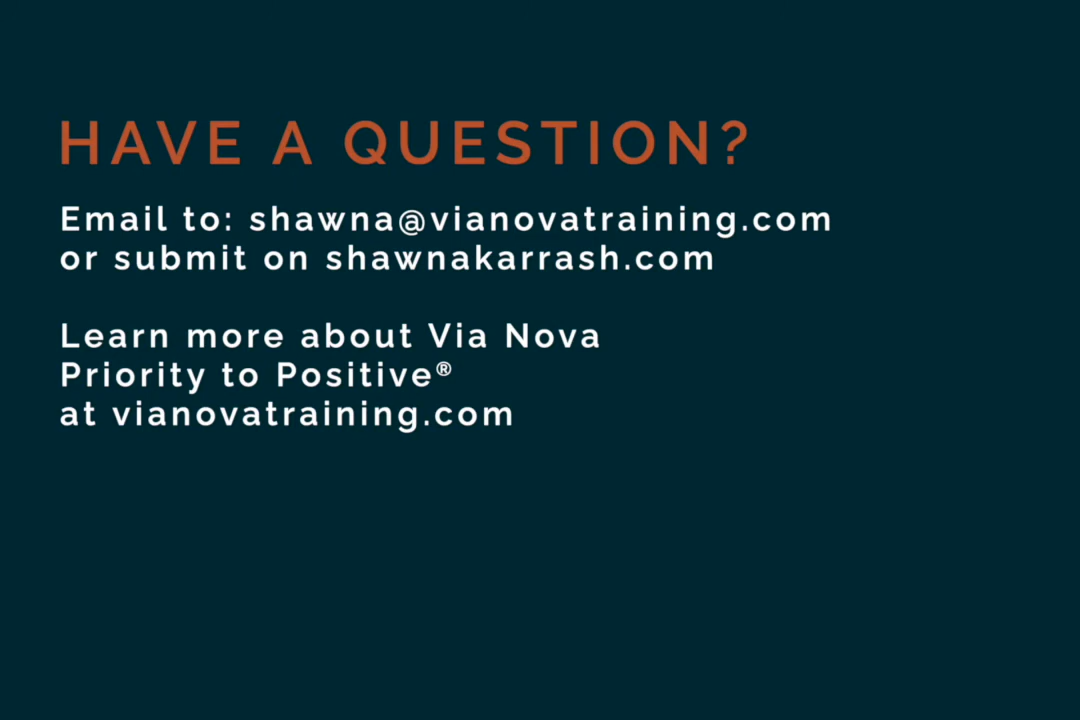 HAVE A QUESTION?
Email to: shawna@vianovatraining.com
or submit on shawnakarrash.com
Learn more about Via Nova
Priority to Positive®
at vianovatraining.com